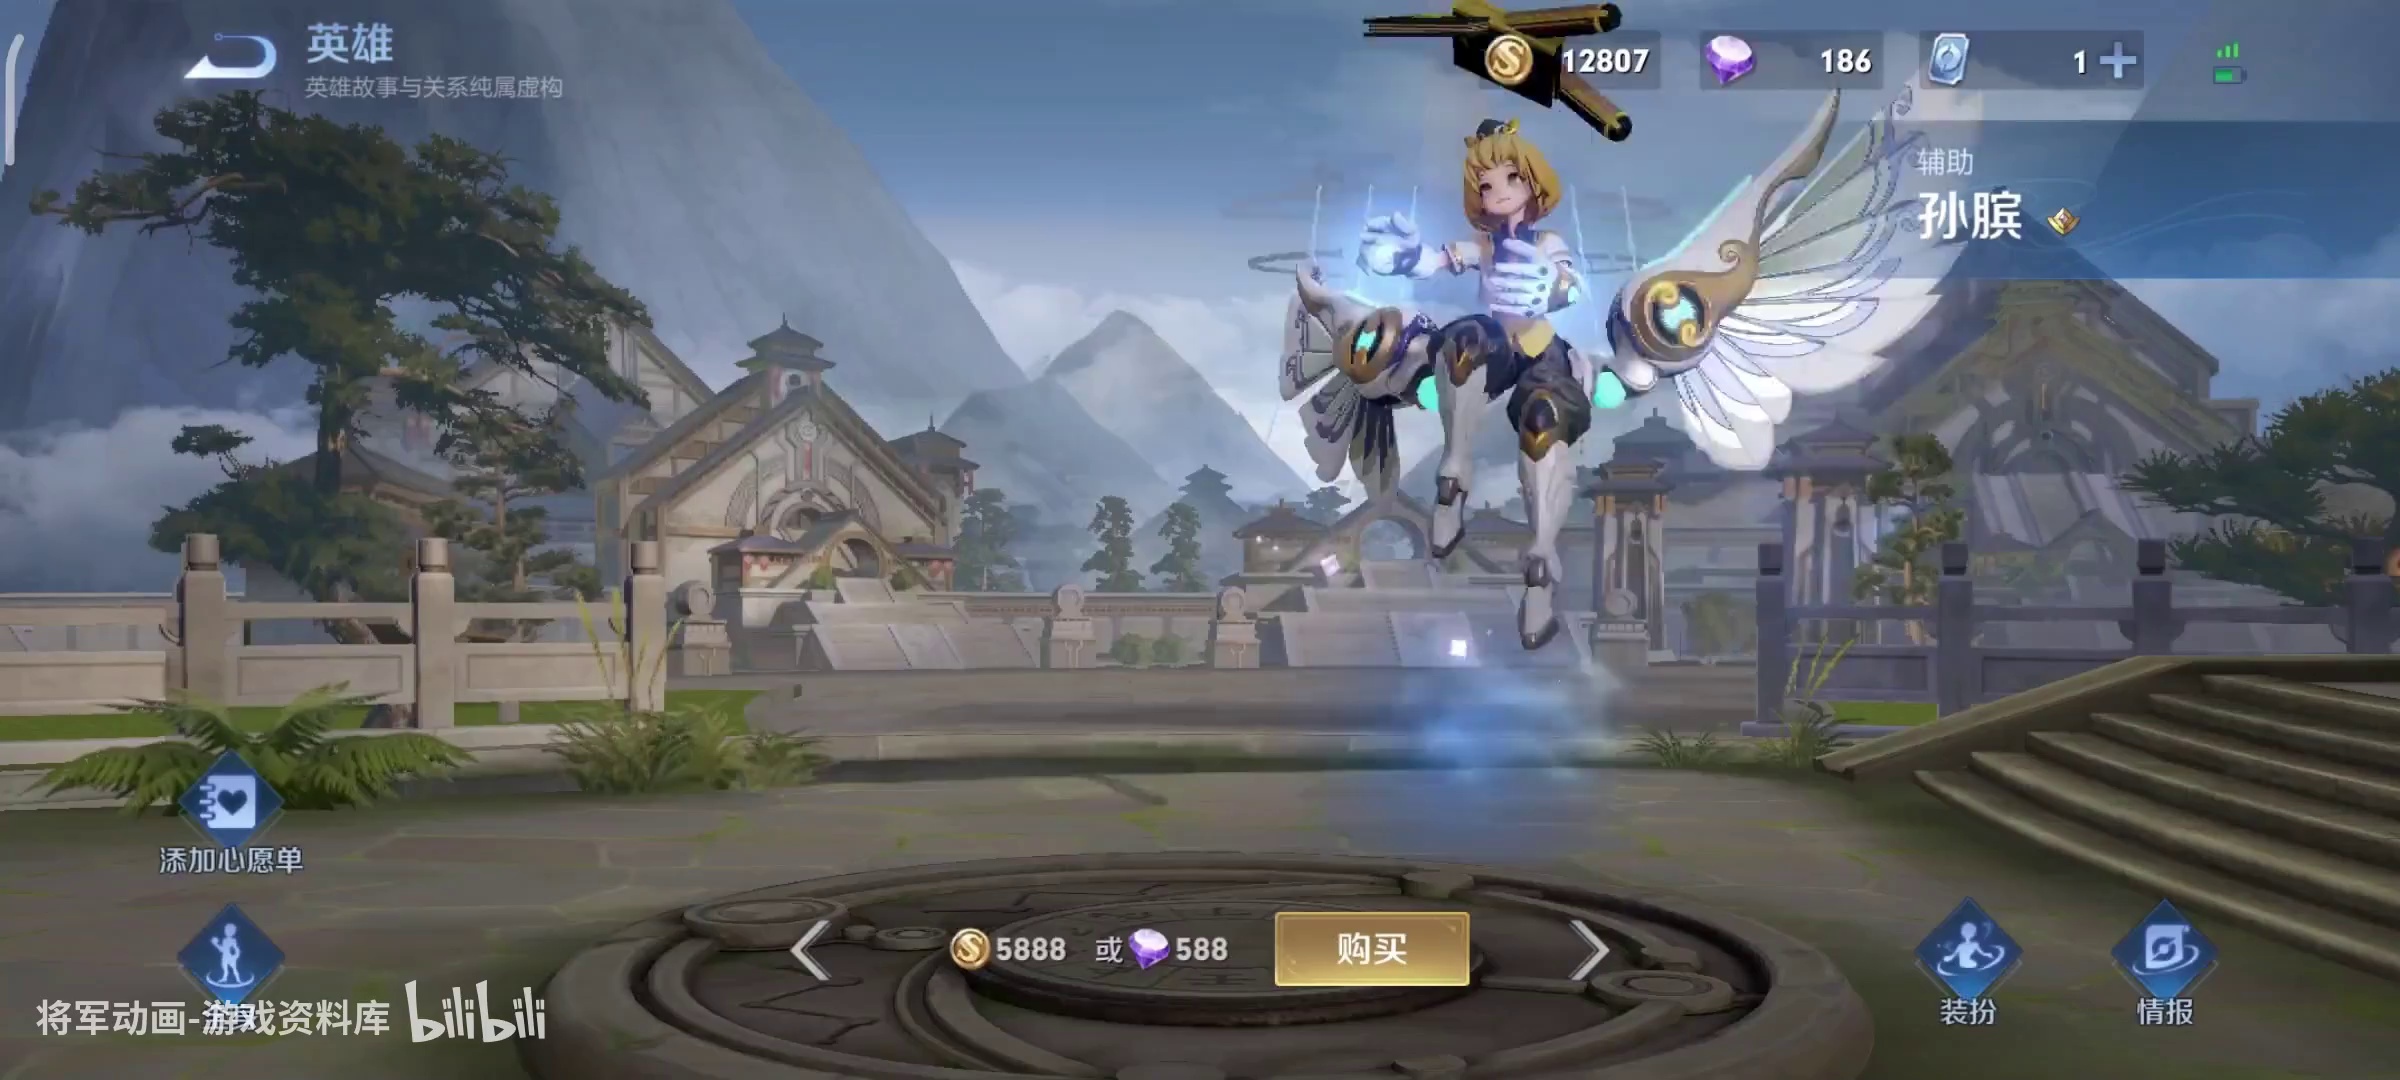 英雄
英雄故事与关系纯属虚构
12807
186
1
辅助
孙膑
添加心愿单
5888 或 588
购买
装扮
情报
将军动画-游戏资料库 bilibili